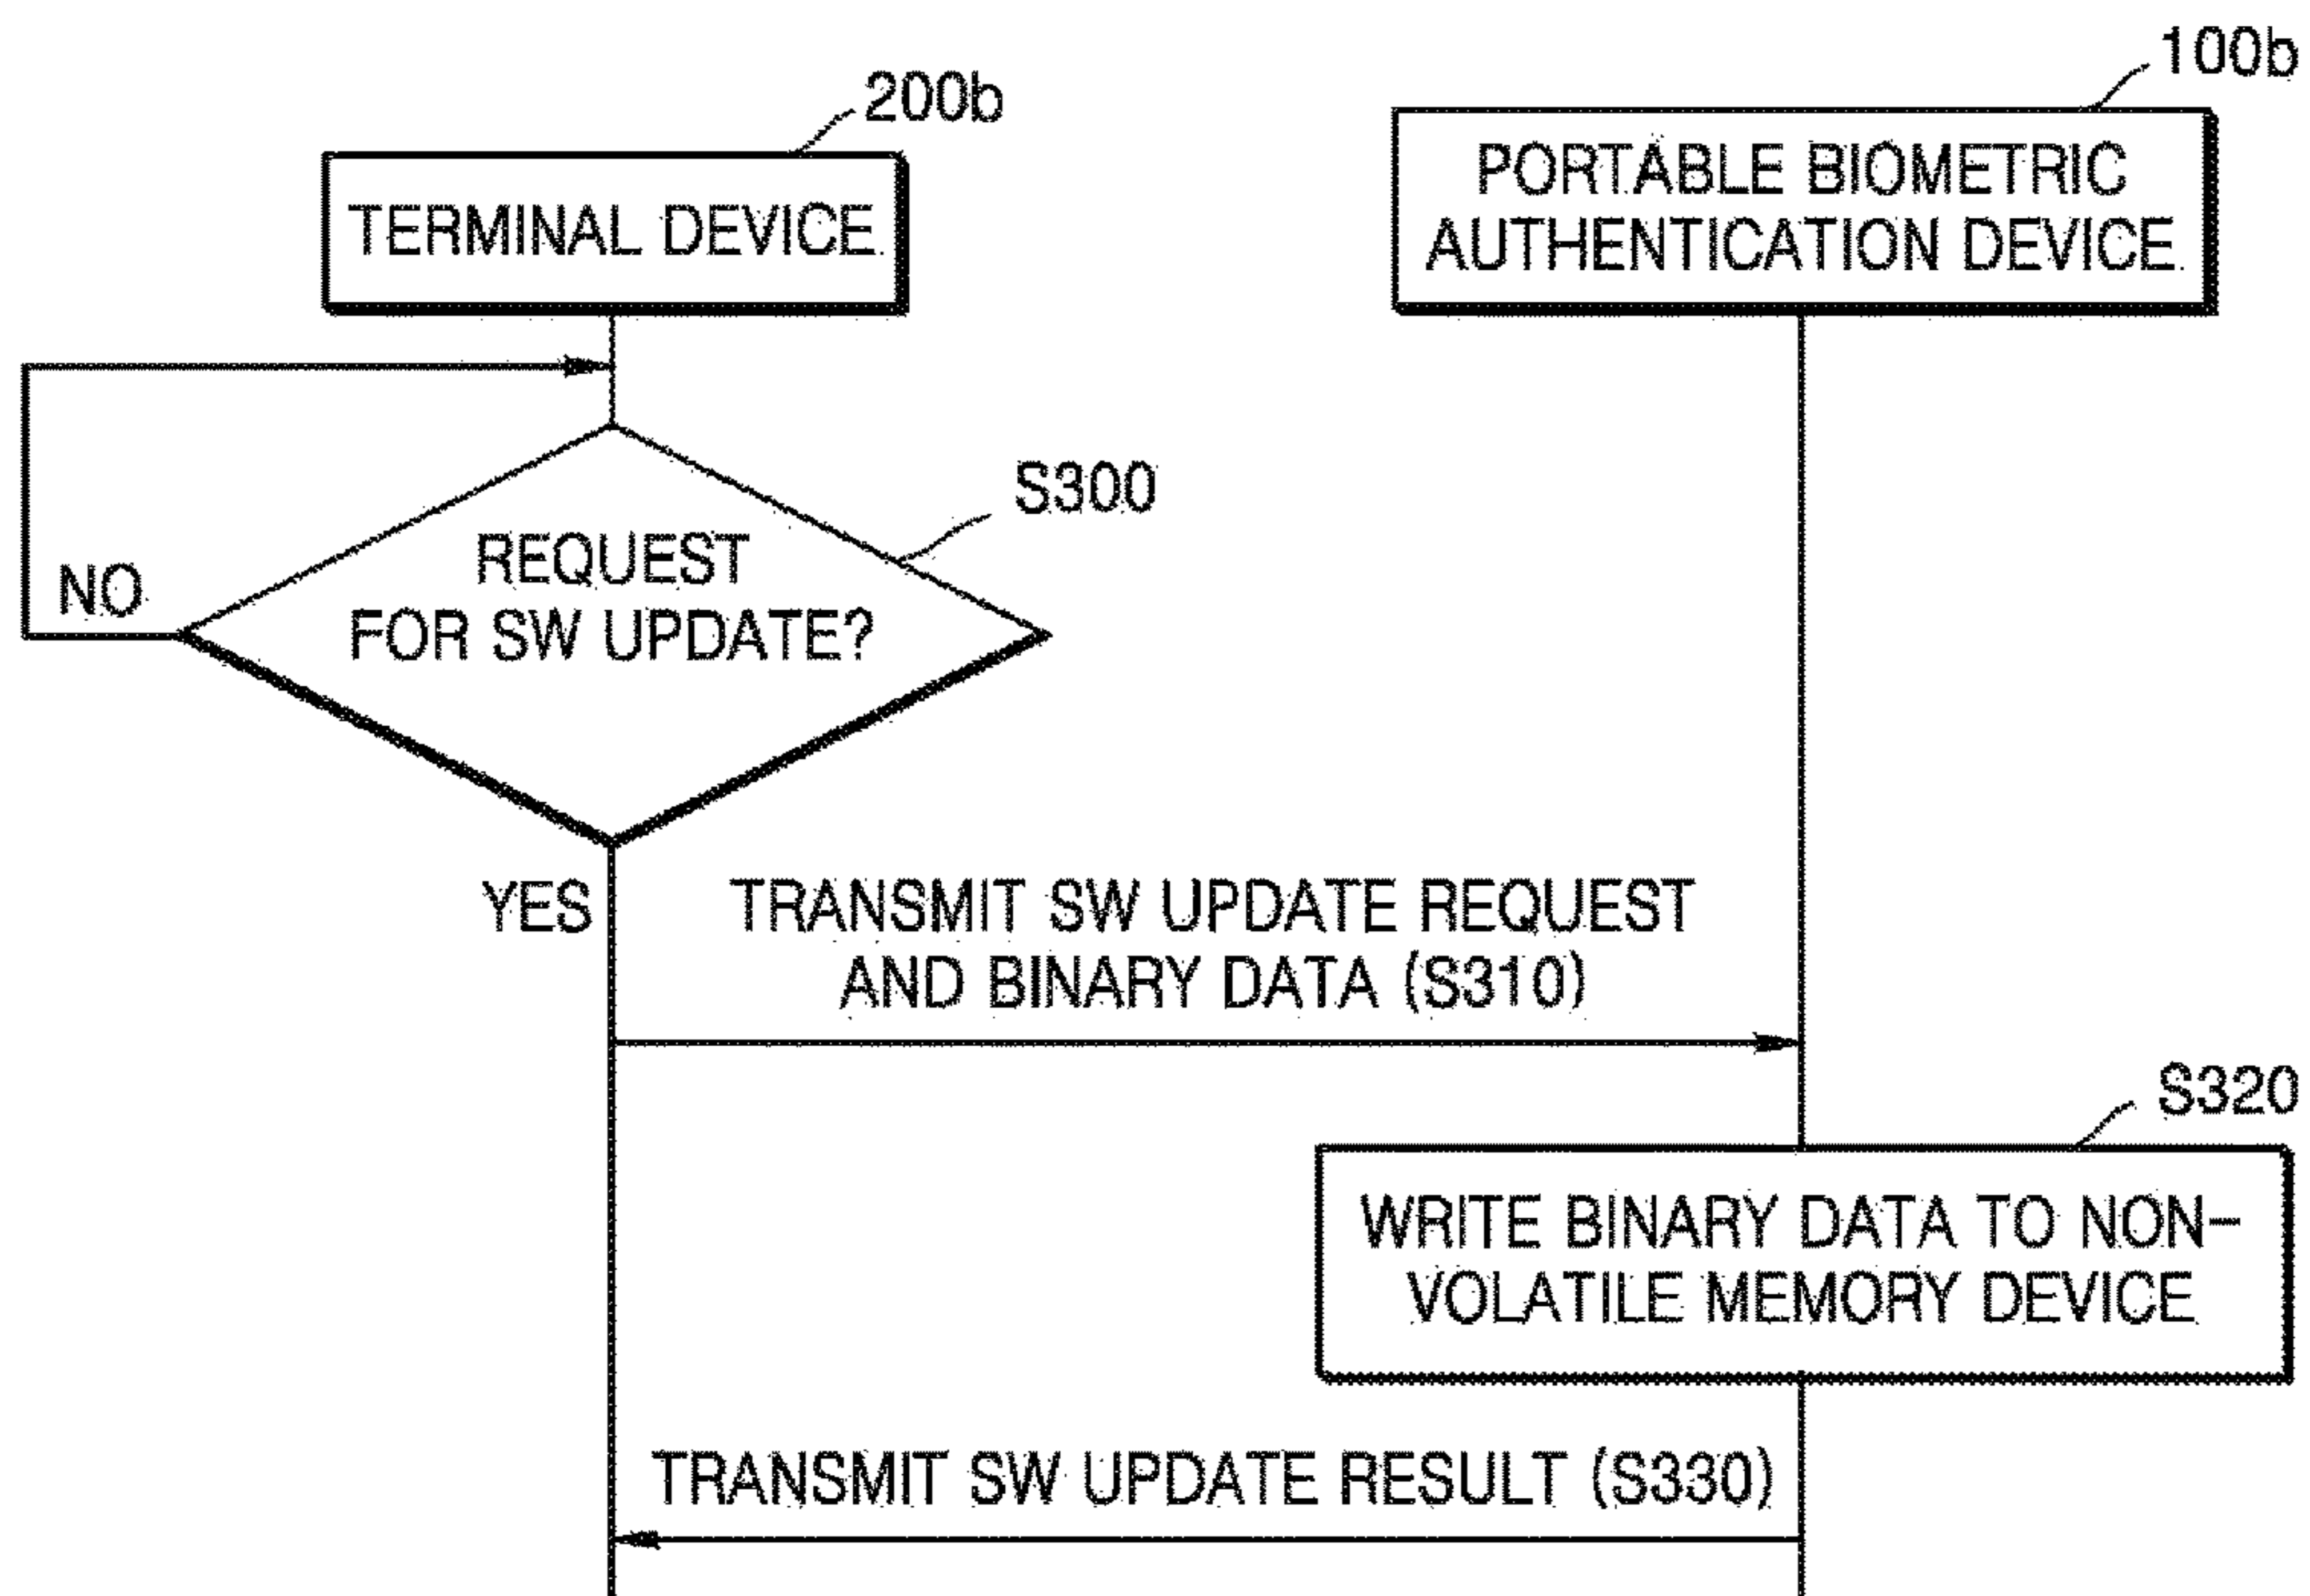 200b
100b
TERMINAL DEVICE
PORTABLE BIOMETRIC
AUTHENTICATION DEVICE
S300
REQUEST
FOR SW UPDATE?
NO
YES
TRANSMIT SW UPDATE REQUEST
AND BINARY DATA (S310)
S320
WRITE BINARY DATA TO NON-
VOLATILE MEMORY DEVICE
TRANSMIT SW UPDATE RESULT (S330)